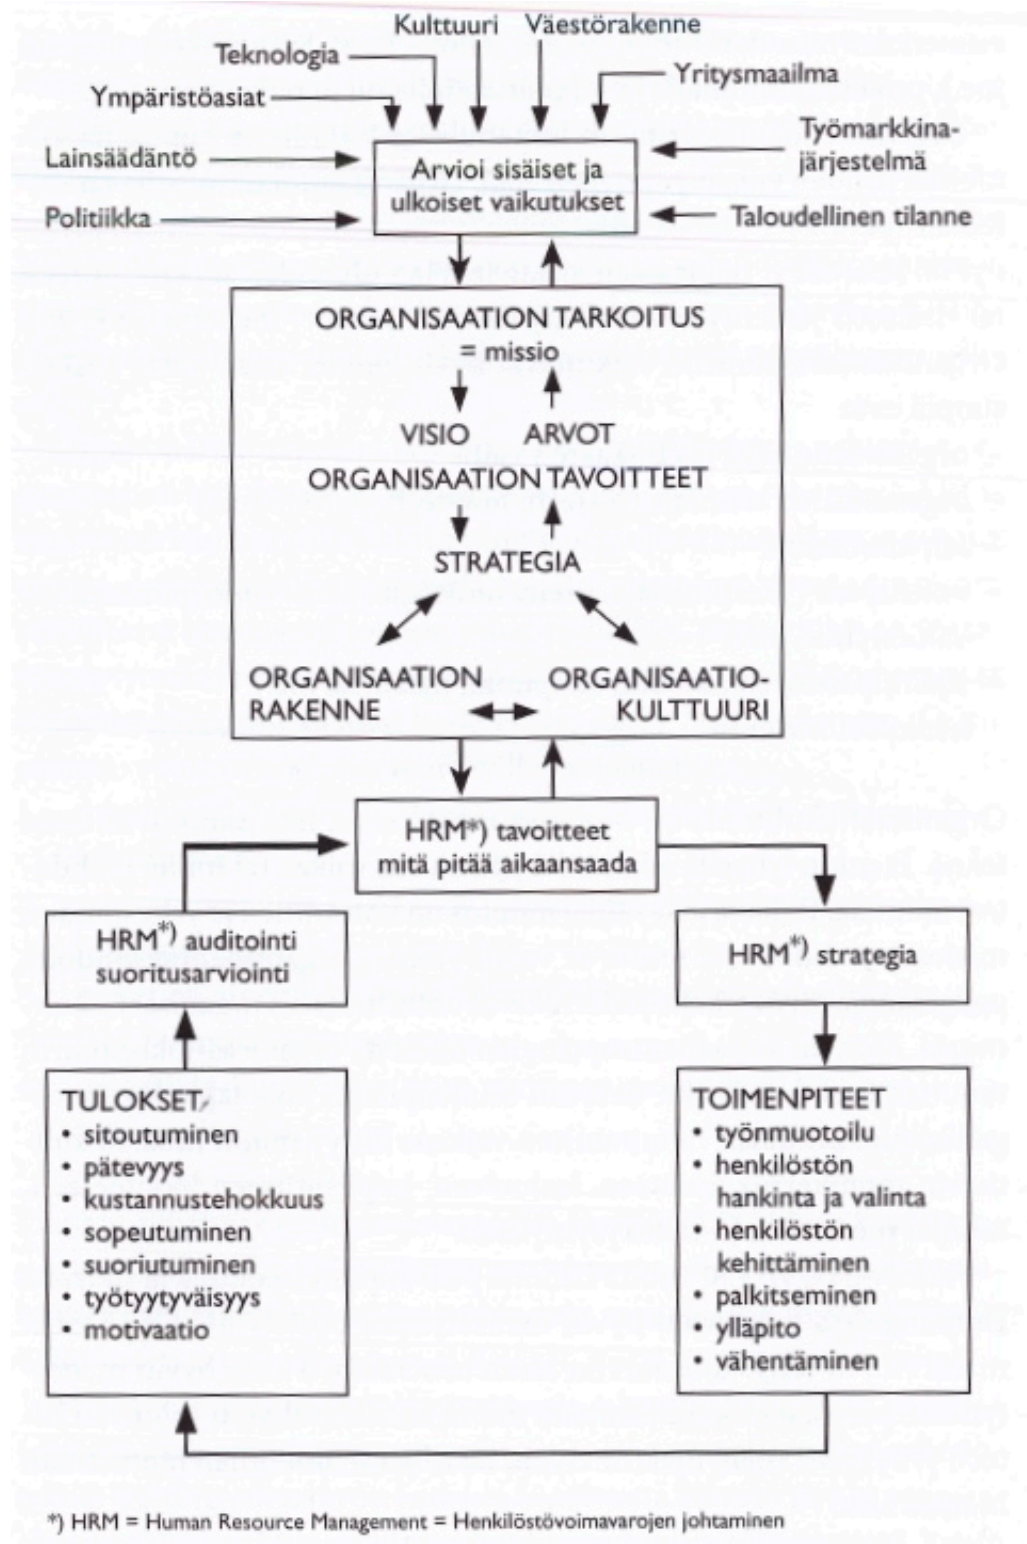 Kulttuuri Väestörakenne
Teknologia
Yritysmaailma
Ympäristöasiat
Työmarkkina-
järjestelmä
Lainsäädäntö
Arvioi sisäiset ja
ulkoiset vaikutukset
Politiikka
Taloudellinen tilanne
ORGANISAATION TARKOITUS
= missio
VISIO ARVOT
ORGANISAATION TAVOITTEET
STRATEGIA
ORGANISAATION
RAKENNE
ORGANISAATIO-
KULTTUURI
HRM*) tavoitteet
mitä pitää aikaansaada
HRM*) auditointi
suoritusarviointi
HRM*) strategia
TULOKSET
• sitoutuminen
• pätevyys
• kustannustehokkuus
• sopeutuminen
• suoriutuminen
• työtyytyväisyys
• motivaatio
TOIMENPITEET
• työnmuotoilu
• henkilöstön
hankinta ja valinta
• henkilöstön
kehittäminen
• palkitseminen
• ylläpito
• vähentäminen
*) HRM = Human Resource Management = Henkilöstövoimavarojen johtaminen